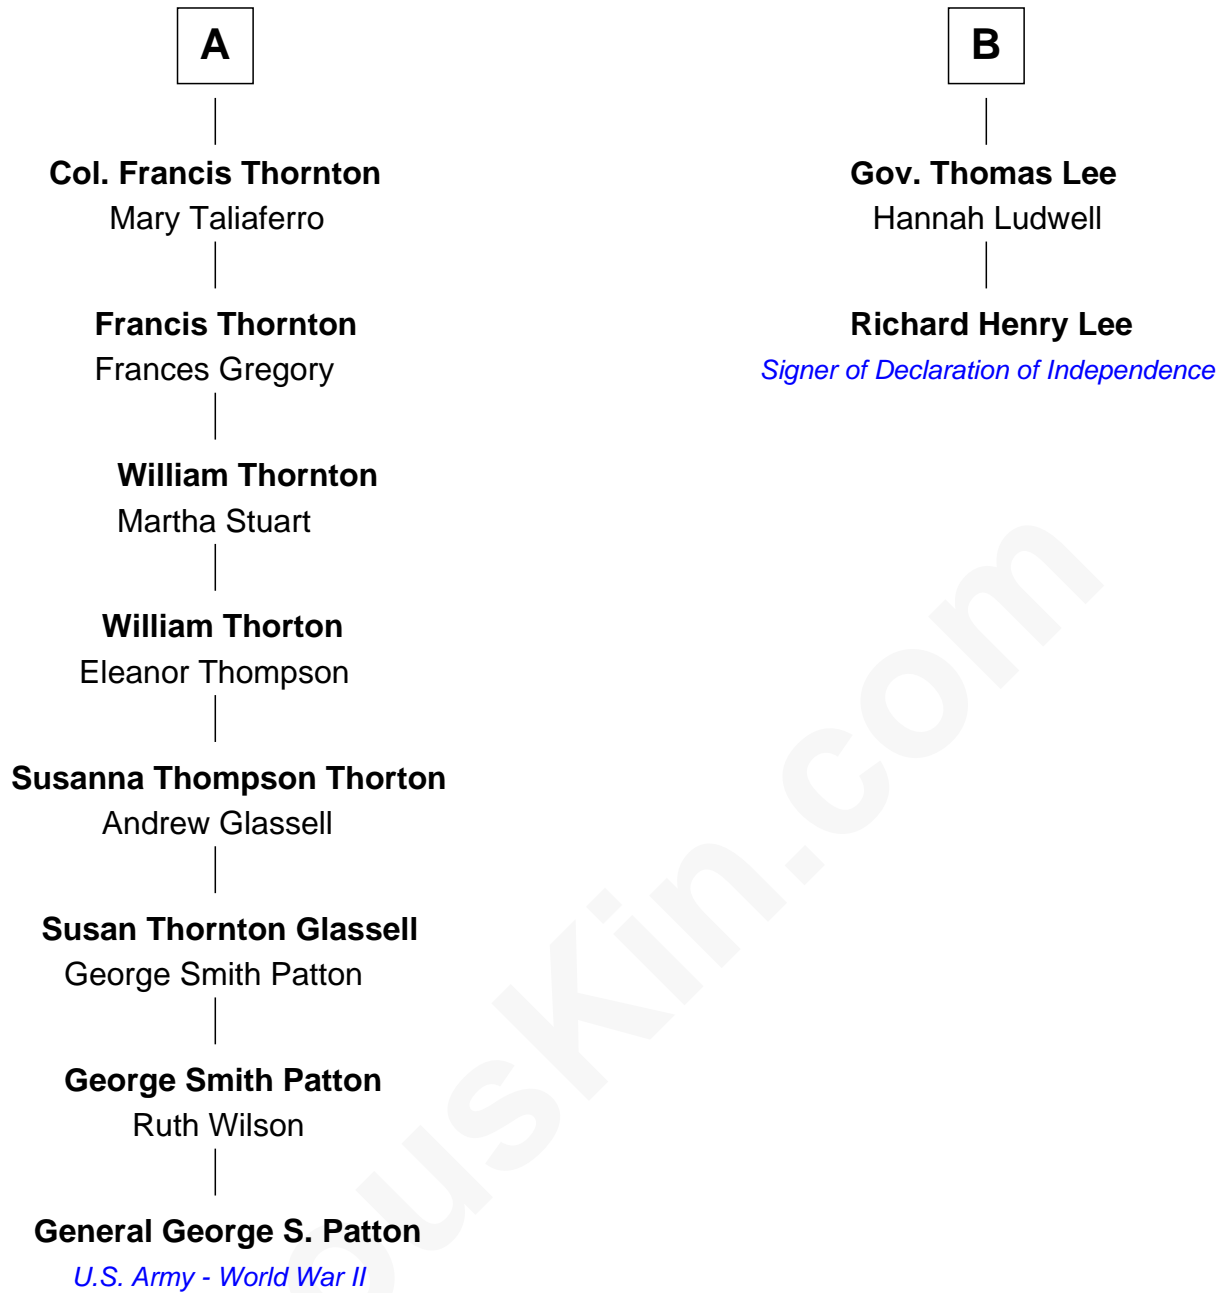 A
Col. Francis Thornton
Mary Taliaferro
Francis Thornton
Frances Gregory
William Thornton
Martha Stuart
William Thorton
Eleanor Thompson
Susanna Thompson Thorton
Andrew Glassell
Susan Thornton Glassell
George Smith Patton
George Smith Patton
Ruth Wilson
General George S. Patton
U.S. Army - World War II
B
Gov. Thomas Lee
Hannah Ludwell
Richard Henry Lee
Signer of Declaration of Independence
ousKin.com